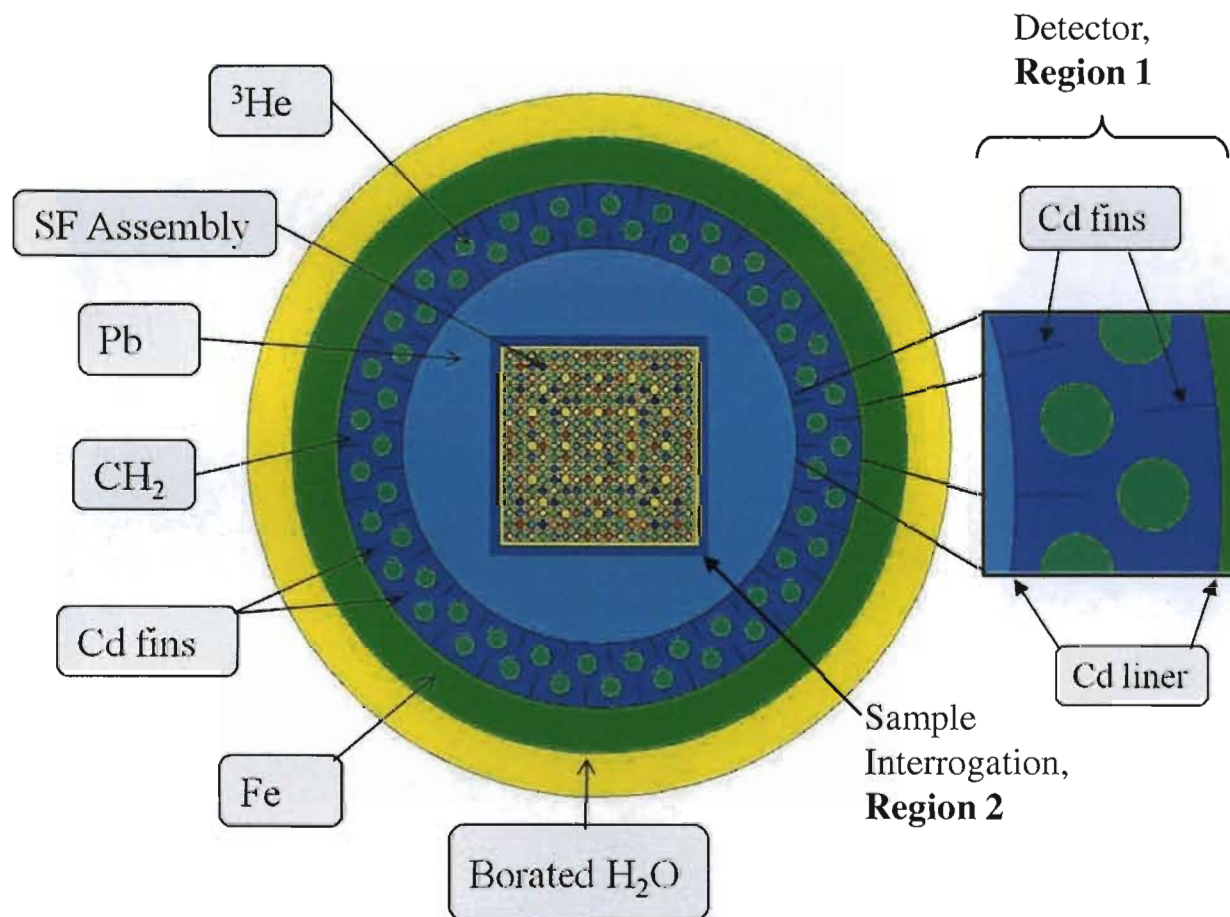 Detector,
Region 1
³He
SF Assembly
Cd fins
Pb
CH₂
Cd fins
Cd liner
Sample
Interrogation,
Region 2
Fe
Borated H₂O